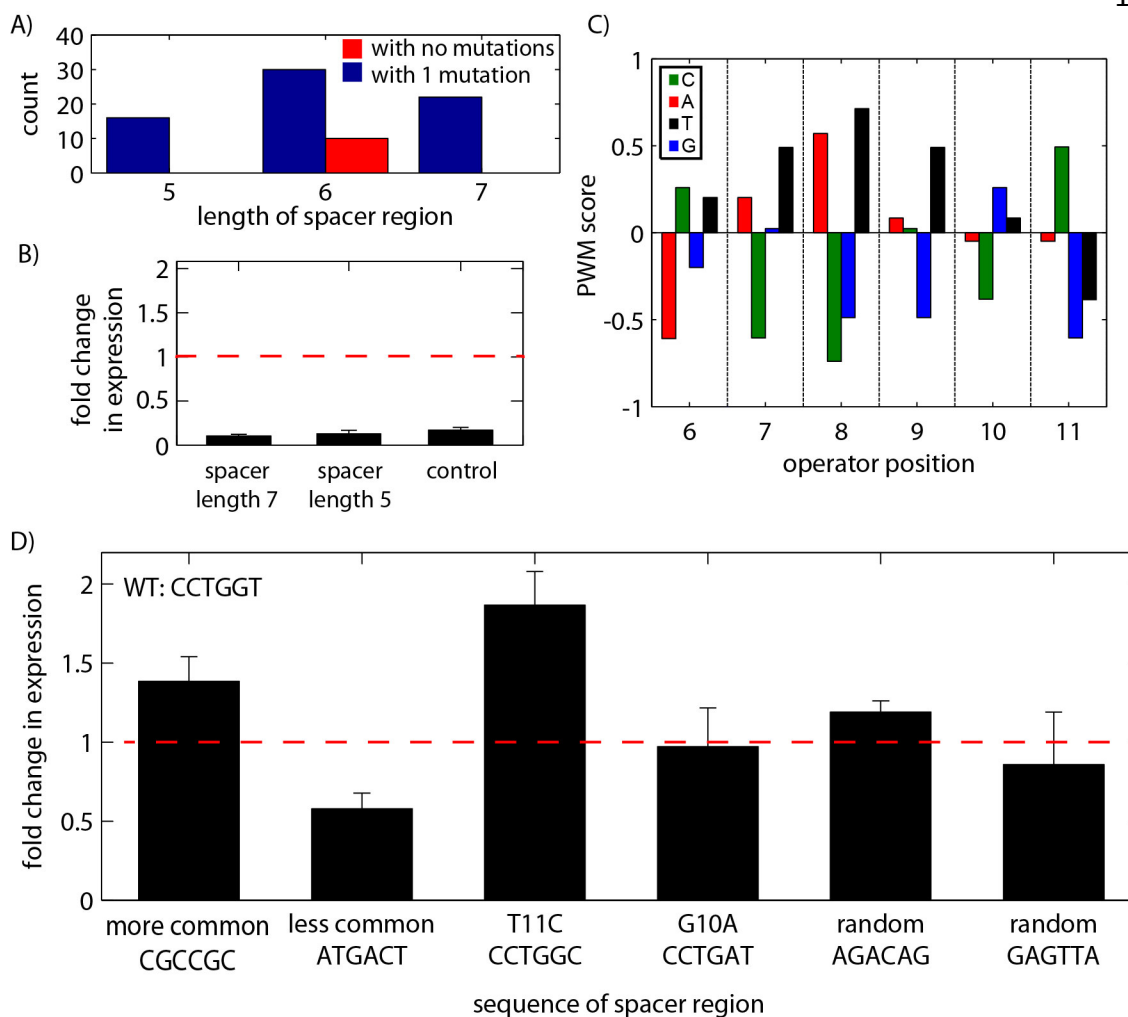 1
A)
40
30
20
10
0
count
with no mutations
with 1 mutation
5 6 7
length of spacer region
B)
2
1.5
1
0.5
0
fold change
in expression
spacer
length 7
spacer
length 5
control
C)
1
0.5
0
-0.5
-1
PWM score
C
A
T
G
6 7 8 9 10 11
operator position
D)
WT: CCTGGT
2
1.5
1
0.5
0
fold change in expression
more common
CGCCGC
less common
ATGACT
T11C
CCTGGC
G10A
CCTGAT
random
AGACAG
random
GAGTTA
sequence of spacer region